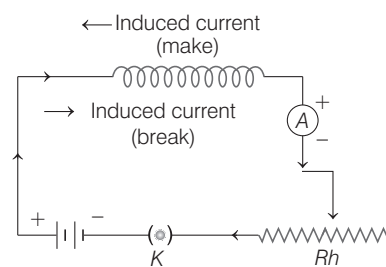 Induced current
(make)
Induced current
(break)
+
A
−
+
−
K
Rh